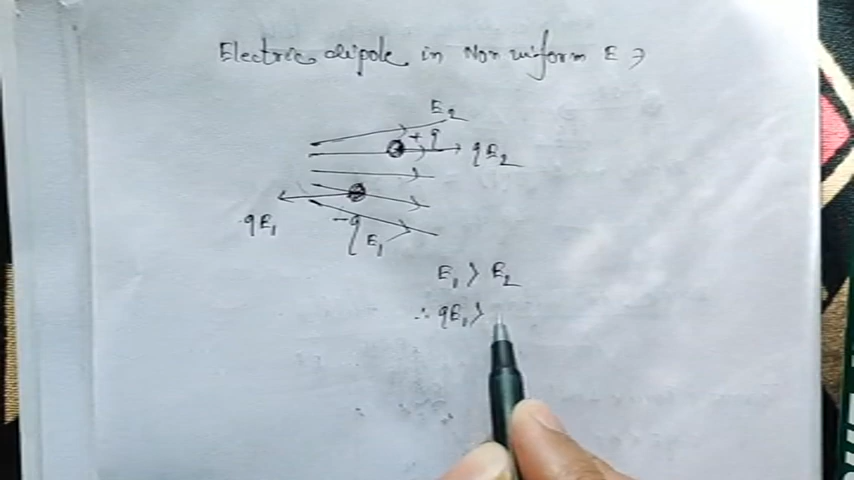 Electric dipole in Non uniform E →
E₂
+q
qE₂
qE₁
-q
E₁
E₁ > E₂
∴ qE₁ >